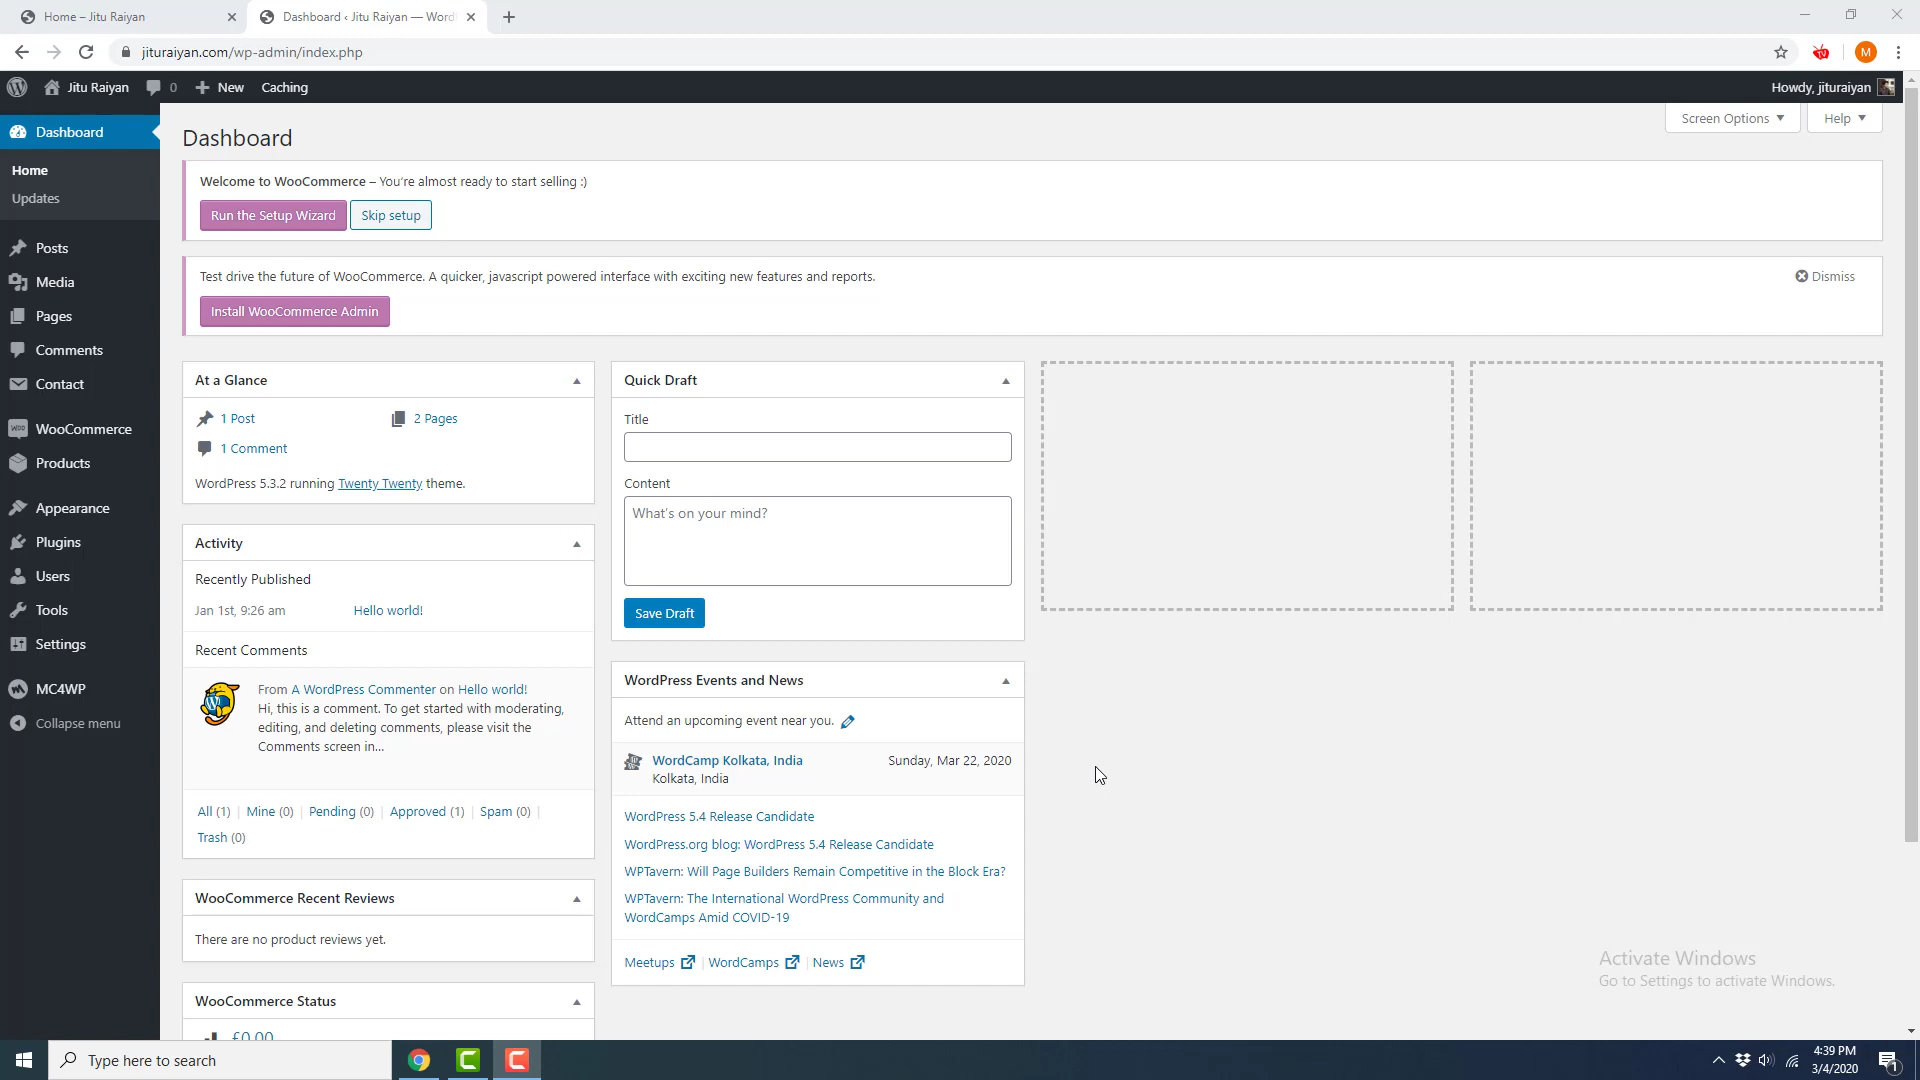 Home – Jitu Raiyan
Dashboard ‹ Jitu Raiyan — Word
jituraiyan.com/wp-admin/index.php
M
Jitu Raiyan
0
New
Caching
Howdy, jituraiyan
Dashboard
Home
Updates
Posts
Media
Pages
Comments
Contact
WooCommerce
Products
Appearance
Plugins
Users
Tools
Settings
MC4WP
Collapse menu
Screen Options
Help
Dashboard
Welcome to WooCommerce – You‘re almost ready to start selling :)
Run the Setup Wizard
Skip setup
Test drive the future of WooCommerce. A quicker, javascript powered interface with exciting new features and reports.
Dismiss
Install WooCommerce Admin
At a Glance
1 Post
2 Pages
1 Comment
WordPress 5.3.2 running Twenty Twenty theme.
Activity
Recently Published
Jan 1st, 9:26 am
Hello world!
Recent Comments
From A WordPress Commenter on Hello world!
Hi, this is a comment. To get started with moderating,
editing, and deleting comments, please visit the
Comments screen in…
All (1) | Mine (0) | Pending (0) | Approved (1) | Spam (0) |
Trash (0)
WooCommerce Recent Reviews
There are no product reviews yet.
WooCommerce Status
£0.00
Quick Draft
Title
Content
What’s on your mind?
Save Draft
WordPress Events and News
Attend an upcoming event near you.
WordCamp Kolkata, India
Sunday, Mar 22, 2020
Kolkata, India
WordPress 5.4 Release Candidate
WordPress.org blog: WordPress 5.4 Release Candidate
WPTavern: Will Page Builders Remain Competitive in the Block Era?
WPTavern: The International WordPress Community and
WordCamps Amid COVID-19
Meetups | WordCamps | News
Activate Windows
Go to Settings to activate Windows.
Type here to search
4:39 PM
3/4/2020
1